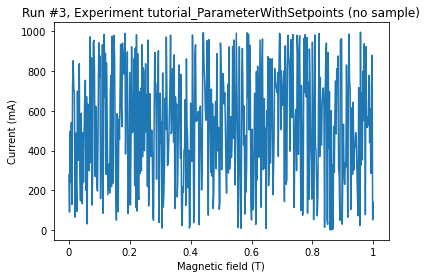 Run #3, Experiment tutorial_ParameterWithSetpoints (no sample)
1000
800
600
400
200
0
Current (mA)
0 0.2 0.4 0.6 0.8 1
Magnetic field (T)